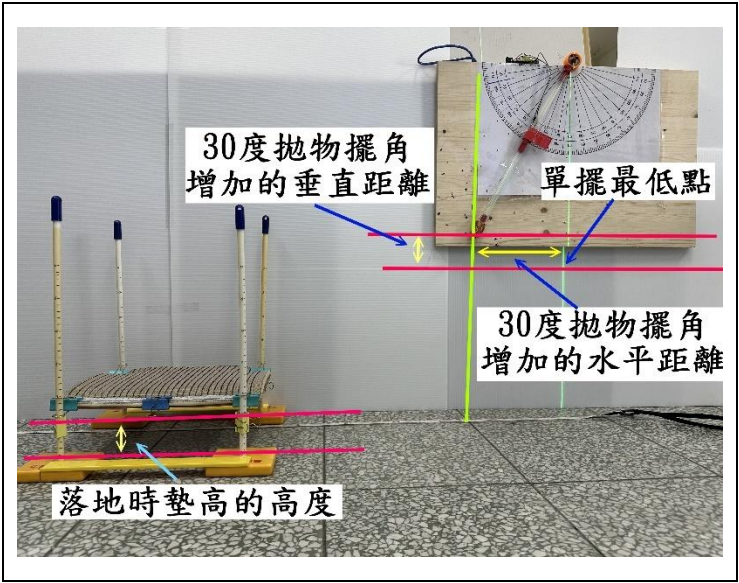 30度拋物擺角
增加的垂直距離
單擺最低點
30度拋物擺角
增加的水平距離
落地時墊高的高度